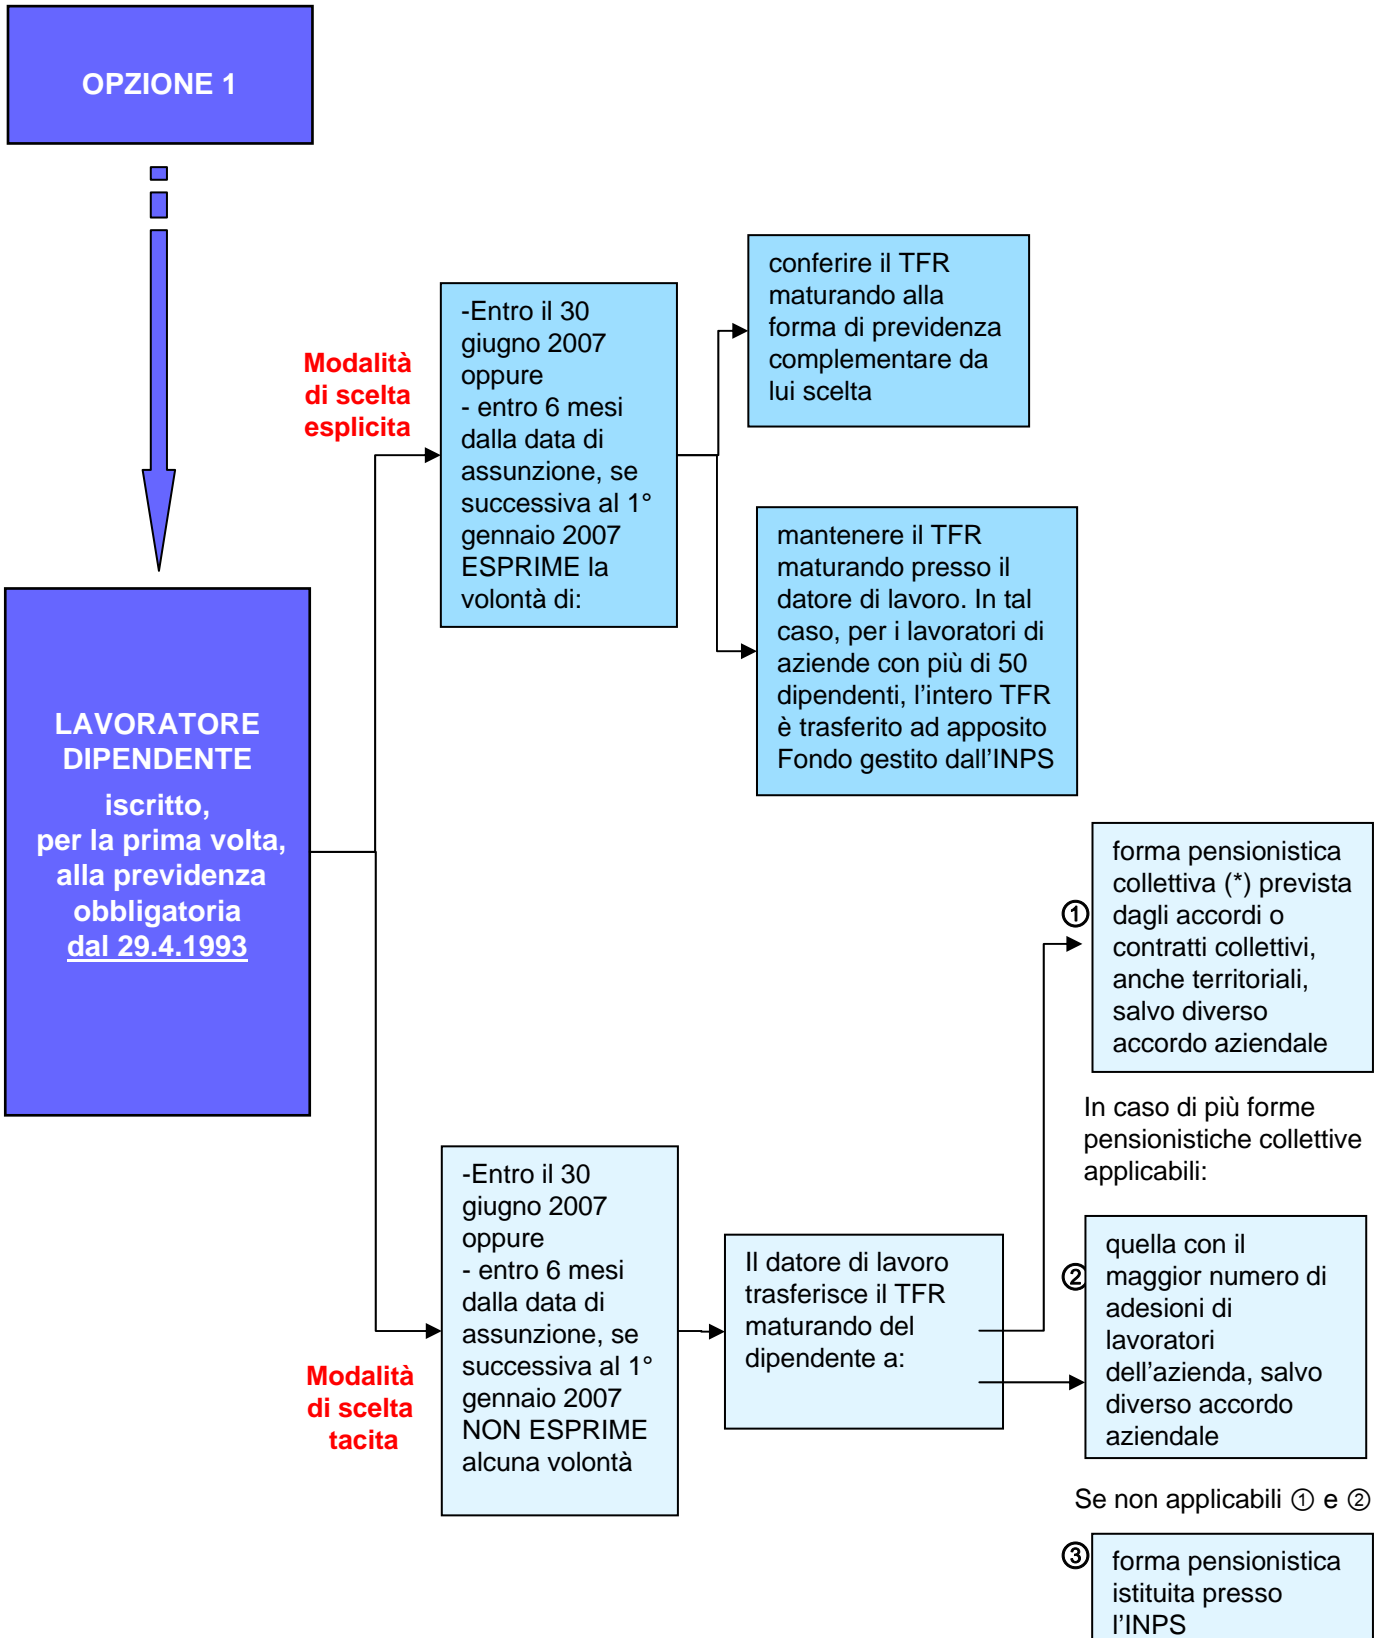 OPZIONE 1
LAVORATORE
DIPENDENTE
iscritto,
per la prima volta,
alla previdenza
obbligatoria
dal 29.4.1993
Modalità
di scelta
esplicita
-Entro il 30
giugno 2007
oppure
- entro 6 mesi
dalla data di
assunzione, se
successiva al 1°
gennaio 2007
ESPRIME la
volontà di:
conferire il TFR
maturando alla
forma di previdenza
complementare da
lui scelta
mantenere il TFR
maturando presso il
datore di lavoro. In tal
caso, per i lavoratori di
aziende con più di 50
dipendenti, l'intero TFR
è trasferito ad apposito
Fondo gestito dall'INPS
Modalità
di scelta
tacita
-Entro il 30
giugno 2007
oppure
- entro 6 mesi
dalla data di
assunzione, se
successiva al 1°
gennaio 2007
NON ESPRIME
alcuna volontà
Il datore di lavoro
trasferisce il TFR
maturando del
dipendente a:
①
forma pensionistica
collettiva (*) prevista
dagli accordi o
contratti collettivi,
anche territoriali,
salvo diverso
accordo aziendale
In caso di più forme
pensionistiche collettive
applicabili:
②
quella con il
maggior numero di
adesioni di
lavoratori
dell'azienda, salvo
diverso accordo
aziendale
Se non applicabili ① e ②
③
forma pensionistica
istituita presso
l'INPS